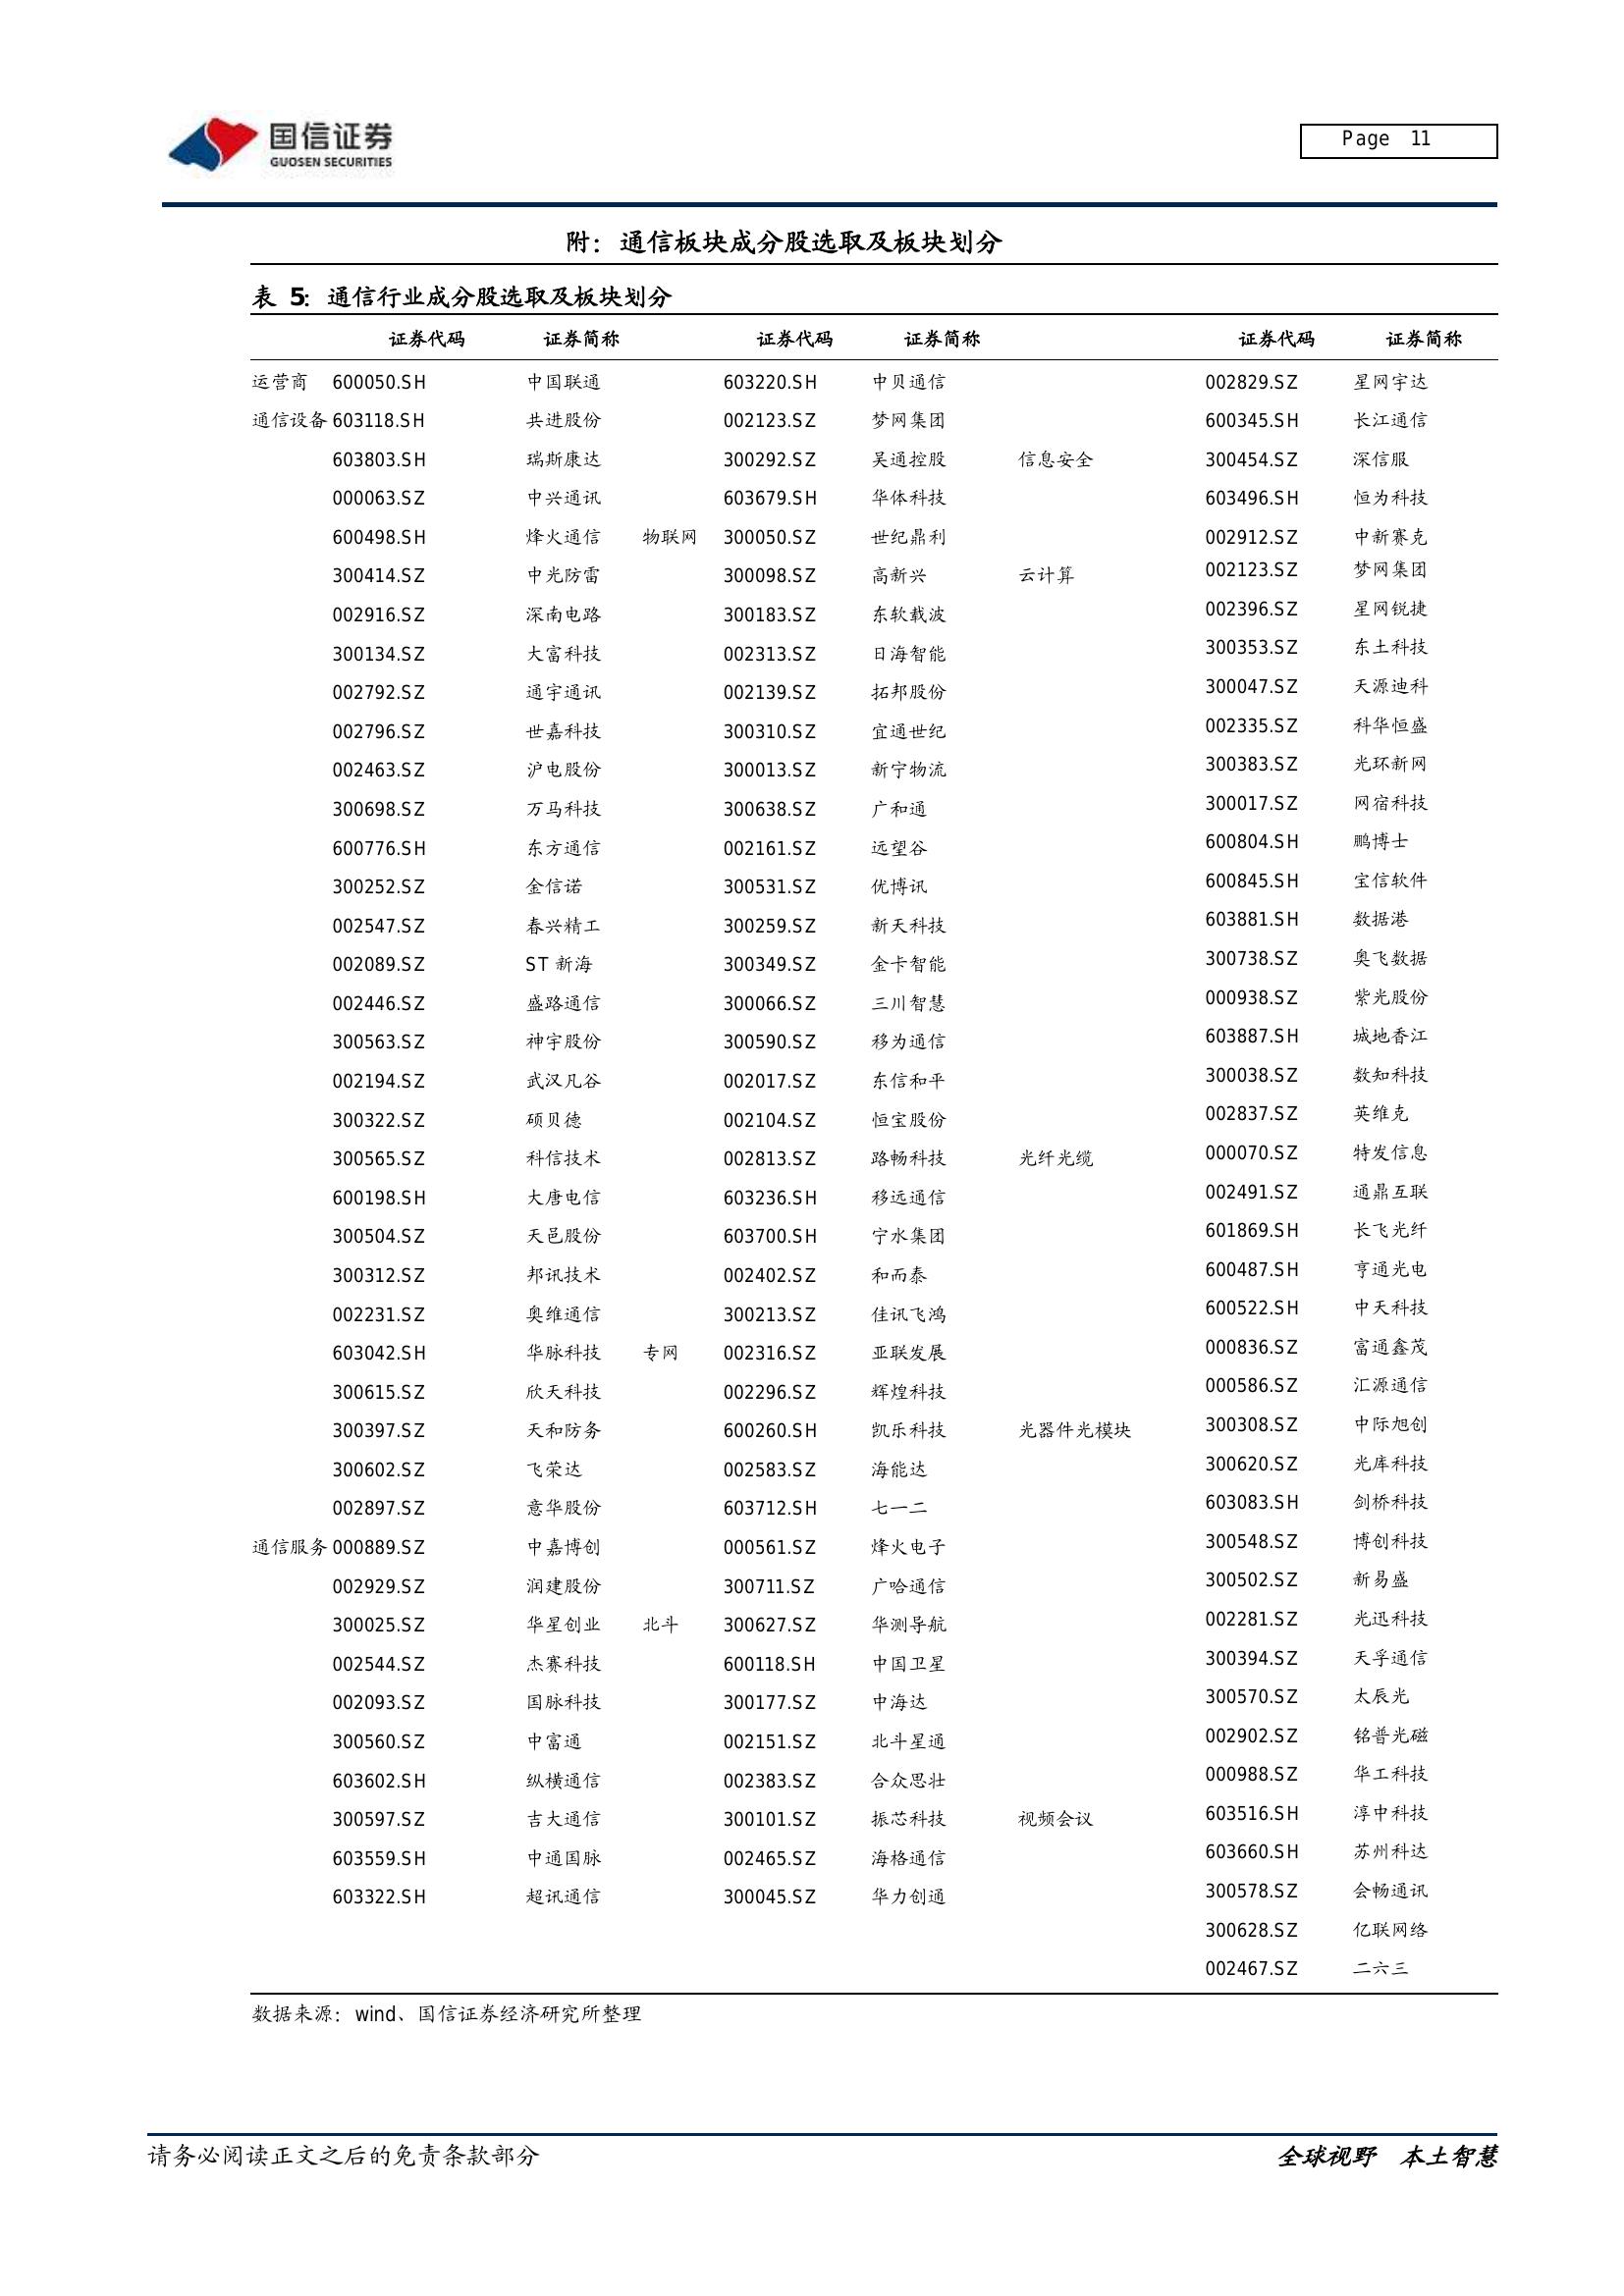 国信证券
GUOSEN SECURITIES
Page 11
附：通信板块成分股选取及板块划分
表 5：通信行业成分股选取及板块划分
证券代码 证券简称 证券代码 证券简称 证券代码 证券简称
运营商 600050.SH 中国联通 603220.SH 中贝通信 002829.SZ 星网宇达
通信设备 603118.SH 共进股份 002123.SZ 梦网集团 600345.SH 长江通信
603803.SH 瑞斯康达 300292.SZ 吴通控股 信息安全 300454.SZ 深信服
000063.SZ 中兴通讯 603679.SH 华体科技 603496.SH 恒为科技
600498.SH 烽火通信 物联网 300050.SZ 世纪鼎利 002912.SZ 中新赛克
300414.SZ 中光防雷 300098.SZ 高新兴 云计算 002123.SZ 梦网集团
002916.SZ 深南电路 300183.SZ 东软载波 002396.SZ 星网锐捷
300134.SZ 大富科技 002313.SZ 日海智能 300353.SZ 东土科技
002792.SZ 通宇通讯 002139.SZ 拓邦股份 300047.SZ 天源迪科
002796.SZ 世嘉科技 300310.SZ 宜通世纪 002335.SZ 科华恒盛
002463.SZ 沪电股份 300013.SZ 新宁物流 300383.SZ 光环新网
300698.SZ 万马科技 300638.SZ 广和通 300017.SZ 网宿科技
600776.SH 东方通信 002161.SZ 远望谷 600804.SH 鹏博士
300252.SZ 金信诺 300531.SZ 优博讯 600845.SH 宝信软件
002547.SZ 春兴精工 300259.SZ 新天科技 603881.SH 数据港
002089.SZ ST 新海 300349.SZ 金卡智能 300738.SZ 奥飞数据
002446.SZ 盛路通信 300066.SZ 三川智慧 000938.SZ 紫光股份
300563.SZ 神宇股份 300590.SZ 移为通信 603887.SH 城地香江
002194.SZ 武汉凡谷 002017.SZ 东信和平 300038.SZ 数知科技
300322.SZ 硕贝德 002104.SZ 恒宝股份 002837.SZ 英维克
300565.SZ 科信技术 002813.SZ 路畅科技 光纤光缆 000070.SZ 特发信息
600198.SH 大唐电信 603236.SH 移远通信 002491.SZ 通鼎互联
300504.SZ 天邑股份 603700.SH 宁水集团 601869.SH 长飞光纤
300312.SZ 邦讯技术 002402.SZ 和而泰 600487.SH 亨通光电
002231.SZ 奥维通信 300213.SZ 佳讯飞鸿 600522.SH 中天科技
603042.SH 华脉科技 专网 002316.SZ 亚联发展 000836.SZ 富通鑫茂
300615.SZ 欣天科技 002296.SZ 辉煌科技 000586.SZ 汇源通信
300397.SZ 天和防务 600260.SH 凯乐科技 光器件光模块 300308.SZ 中际旭创
300602.SZ 飞荣达 002583.SZ 海能达 300620.SZ 光库科技
002897.SZ 意华股份 603712.SH 七一二 603083.SH 剑桥科技
通信服务 000889.SZ 中嘉博创 000561.SZ 烽火电子 300548.SZ 博创科技
002929.SZ 润建股份 300711.SZ 广哈通信 300502.SZ 新易盛
300025.SZ 华星创业 北斗 300627.SZ 华测导航 002281.SZ 光迅科技
002544.SZ 杰赛科技 600118.SH 中国卫星 300394.SZ 天孚通信
002093.SZ 国脉科技 300177.SZ 中海达 300570.SZ 太辰光
300560.SZ 中富通 002151.SZ 北斗星通 002902.SZ 铭普光磁
603602.SH 纵横通信 002383.SZ 合众思壮 000988.SZ 华工科技
300597.SZ 吉大通信 300101.SZ 振芯科技 视频会议 603516.SH 淳中科技
603559.SH 中通国脉 002465.SZ 海格通信 603660.SH 苏州科达
603322.SH 超讯通信 300045.SZ 华力创通 300578.SZ 会畅通讯
300628.SZ 亿联网络
002467.SZ 二六三
数据来源：wind、国信证券经济研究所整理
请务必阅读正文之后的免责条款部分
全球视野 本土智慧